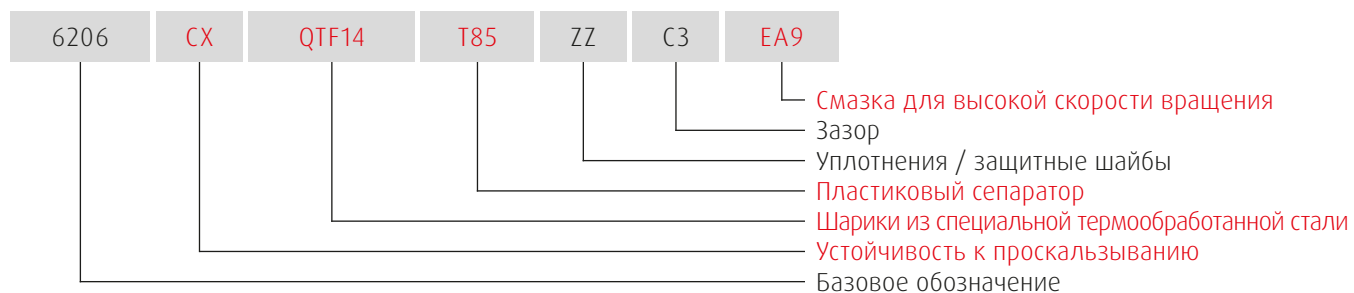 6206 CX QTF14 T85 ZZ C3 EA9
Смазка для высокой скорости вращения
Зазор
Уплотнения / защитные шайбы
Пластиковый сепаратор
Шарики из специальной термообработанной стали
Устойчивость к проскальзыванию
Базовое обозначение